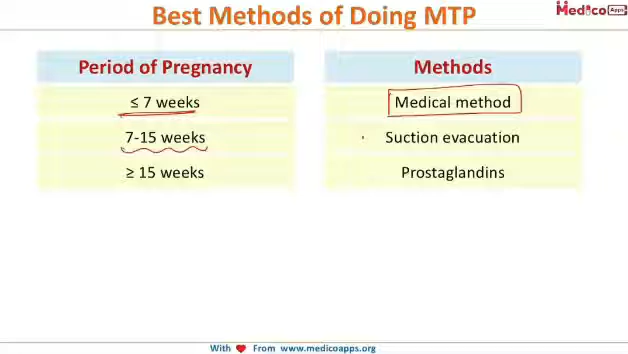 Best Methods of Doing MTP
Medico Apps
Period of Pregnancy
Methods
≤ 7 weeks
Medical method
7-15 weeks
Suction evacuation
≥ 15 weeks
Prostaglandins
With From www.medicoapps.org